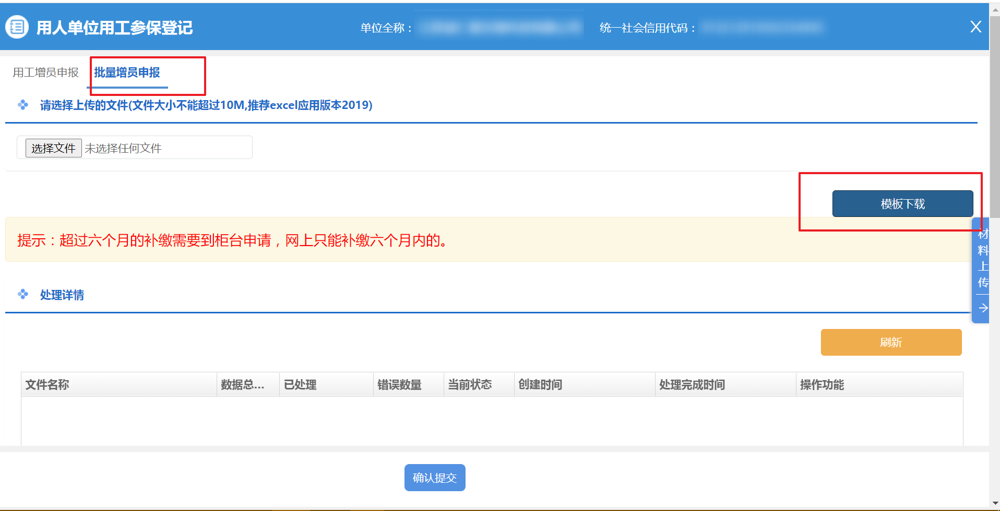 用人单位用工参保登记
单位全称：
统一社会信用代码：
X
用工增员申报
批量增员申报
请选择上传的文件(文件大小不能超过10M,推荐excel应用版本2019)
选择文件 未选择任何文件
模板下载
提示：超过六个月的补缴需要到柜台申请，网上只能补缴六个月内的。
材料上传
处理详情
刷新
文件名称 数据总... 已处理 错误数量 当前状态 创建时间 处理完成时间 操作功能
确认提交